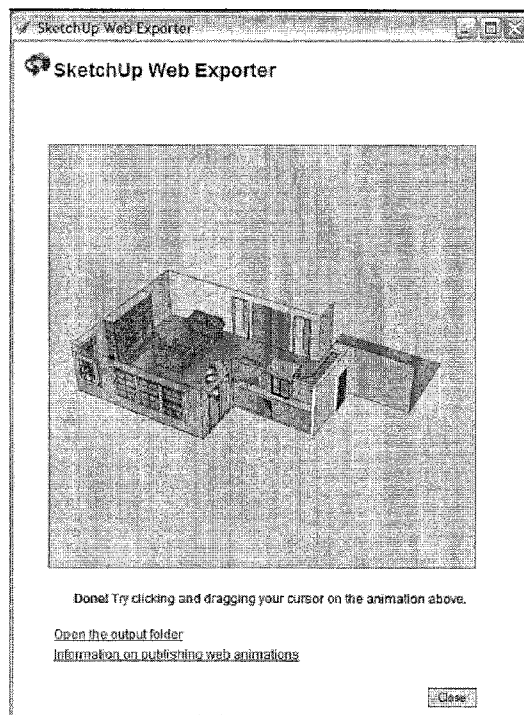 SketchUp Web Exporter
SketchUp Web Exporter
Done! Try clicking and dragging your cursor on the animation above.
Open the output folder
Information on publishing web animations
Close